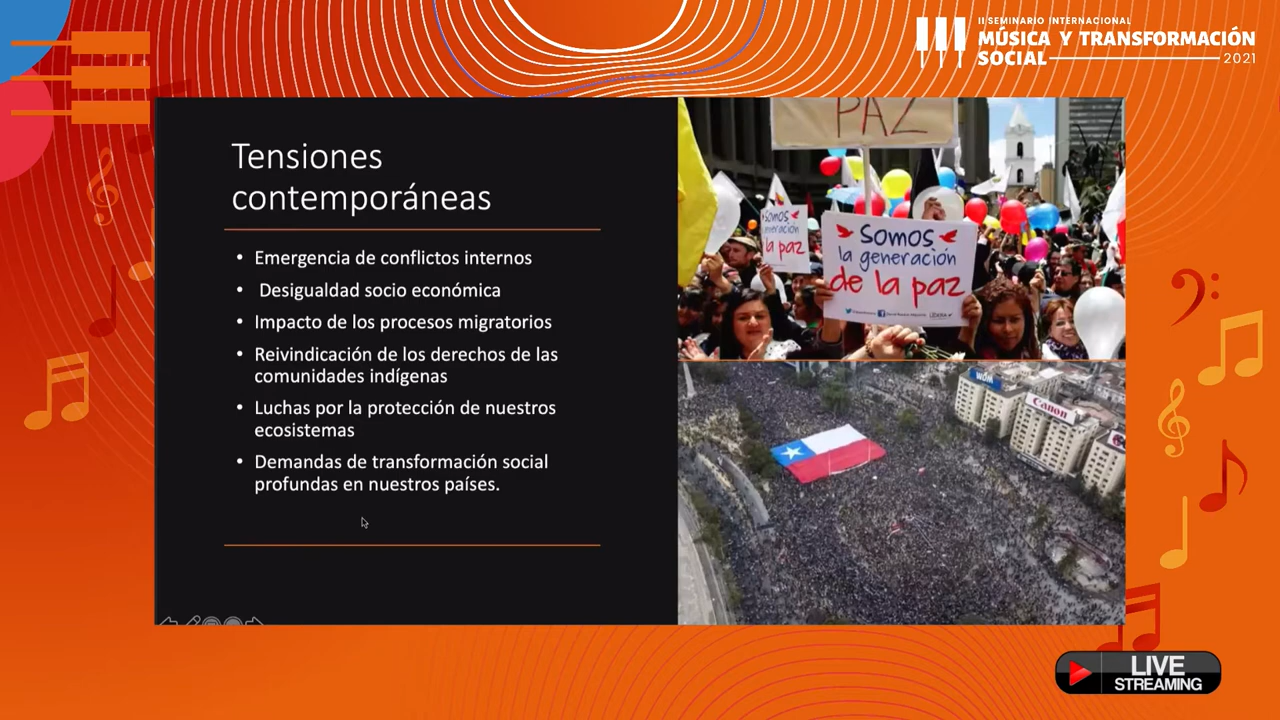 II SEMINARIO INTERNACIONAL
MÚSICA Y TRANSFORMACIÓN
SOCIAL 2021
Tensiones
contemporáneas
• Emergencia de conflictos internos
• Desigualdad socio económica
• Impacto de los procesos migratorios
• Reivindicación de los derechos de las
comunidades indígenas
• Luchas por la protección de nuestros
ecosistemas
• Demandas de transformación social
profundas en nuestros países.
PAZ
Somos
la paz
Somos
la generación
de la paz
WOM
Canon
LIVE
STREAMING